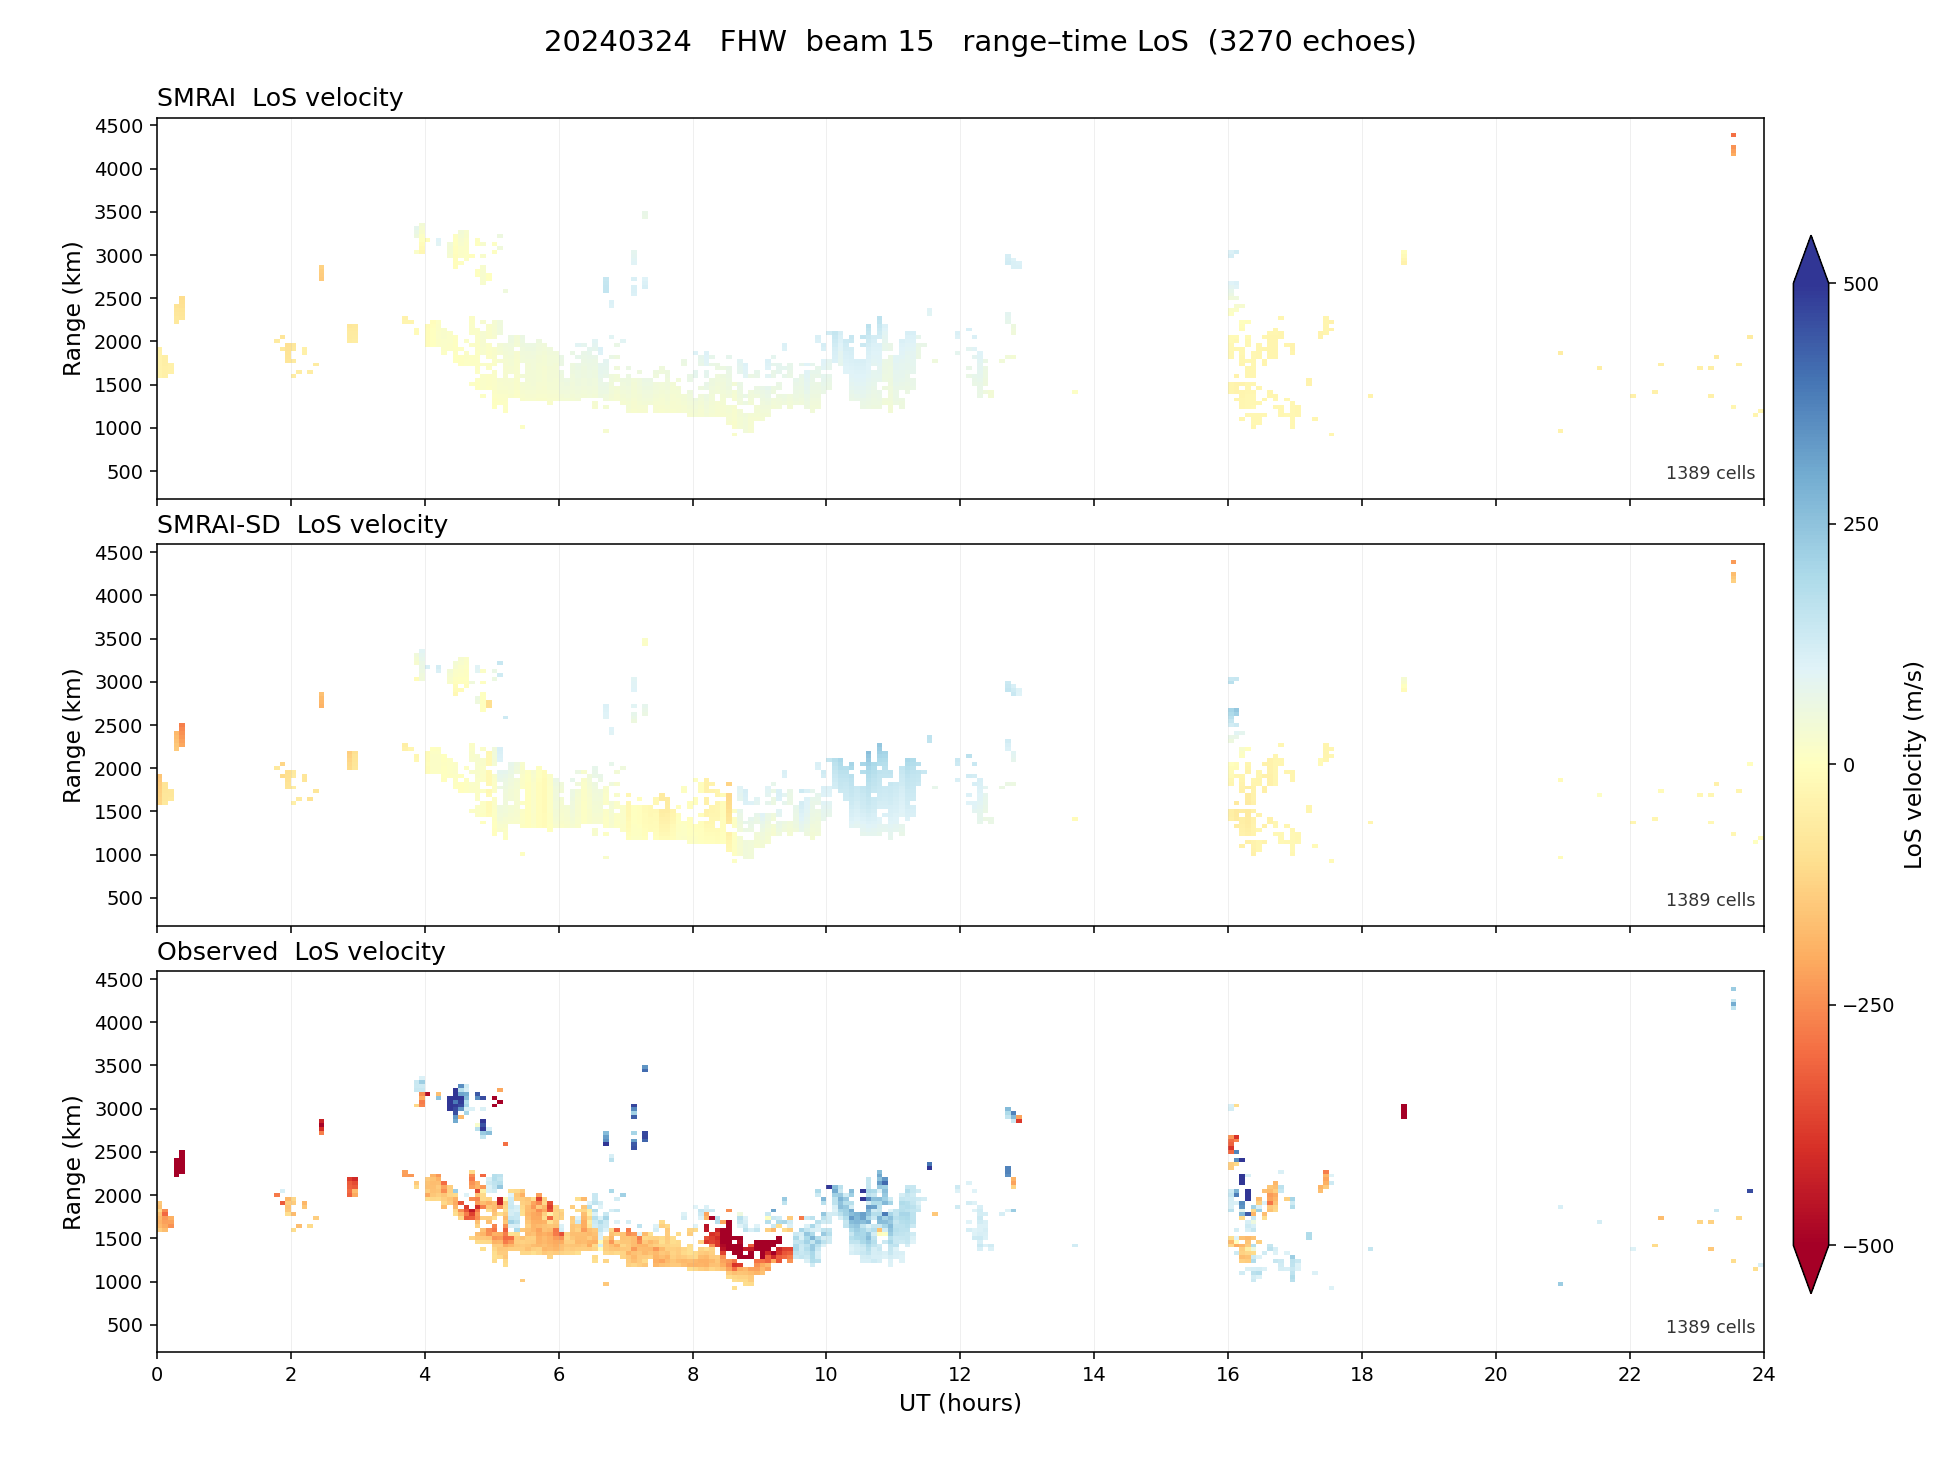 20240324   FHW  beam 15   range–time LoS  (3270 echoes)
SMRAI  LoS velocity
4500
4000
3500
3000
2500
2000
1500
1000
500
Range (km)
1389 cells
SMRAI-SD  LoS velocity
4500
4000
3500
3000
2500
2000
1500
1000
500
Range (km)
1389 cells
Observed  LoS velocity
4500
4000
3500
3000
2500
2000
1500
1000
500
Range (km)
1389 cells
0 2 4 6 8 10 12 14 16 18 20 22 24
UT (hours)
500
250
0
−250
−500
LoS velocity (m/s)